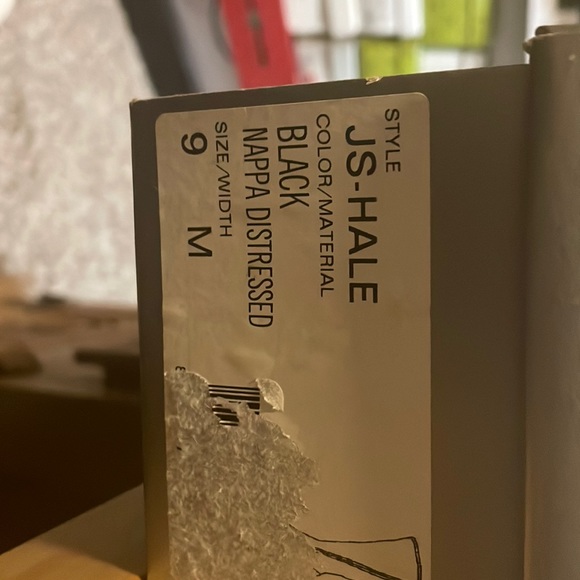 STYLE
JS-HALE
COLOR/MATERIAL
BLACK
NAPPA DISTRESSED
SIZE/WIDTH
9 M